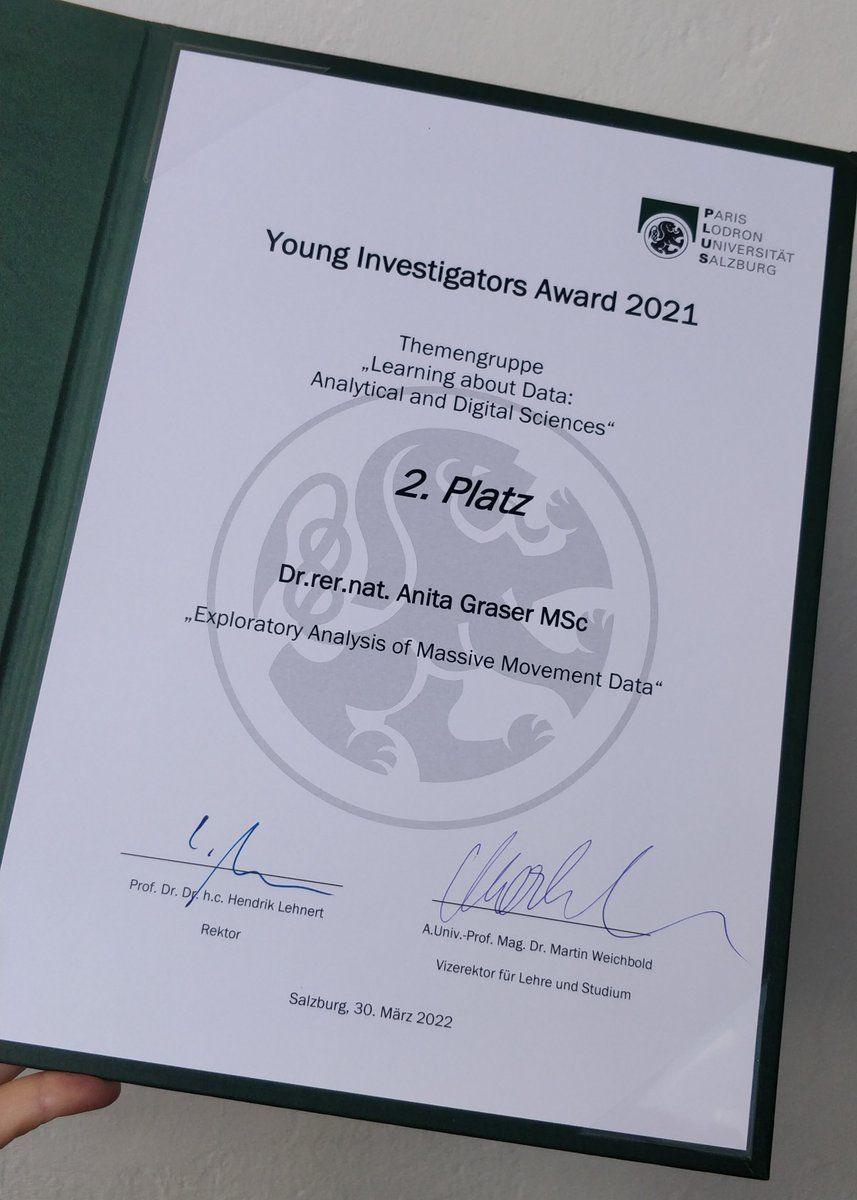 PARIS
LODRON
UNIVERSITÄT
SALZBURG
Young Investigators Award 2021
Themengruppe
„Learning about Data:
Analytical and Digital Sciences“
2. Platz
Dr.rer.nat. Anita Graser MSc
„Exploratory Analysis of Massive Movement Data“
Prof. Dr. Dr. h.c. Hendrik Lehnert
Rektor
A.Univ.-Prof. Mag. Dr. Martin Weichbold
Vizerektor für Lehre und Studium
Salzburg, 30. März 2022